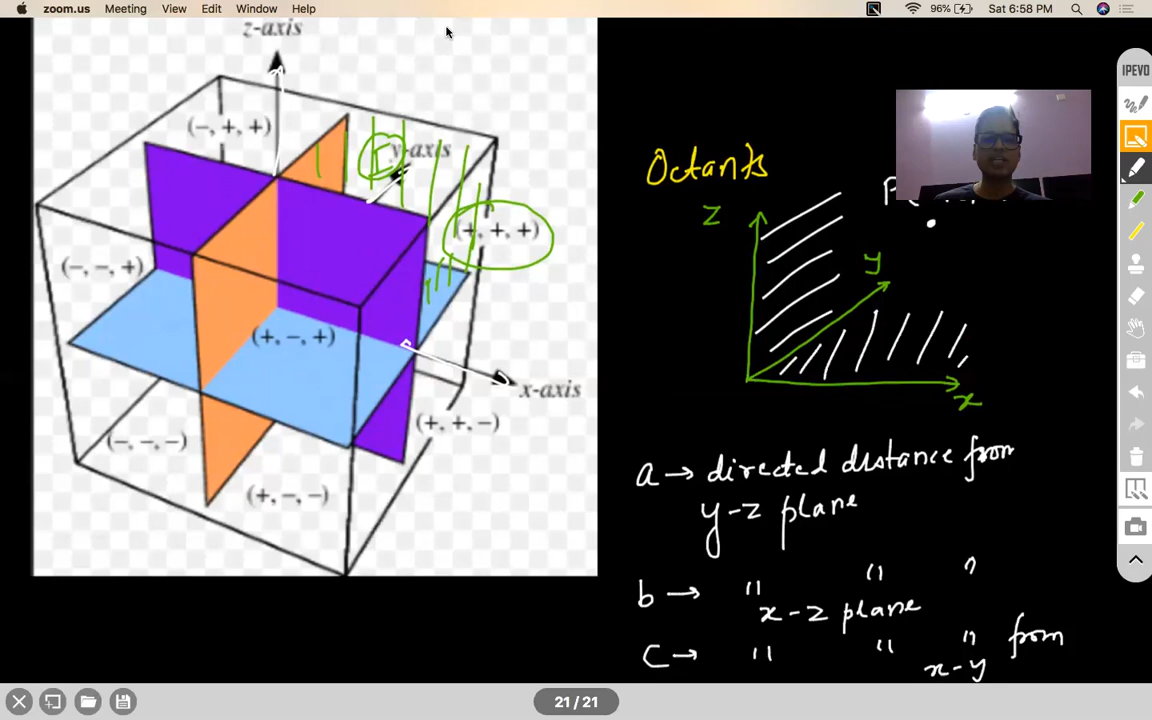 zoom.us Meeting View Edit Window Help
96% Sat 6:58 PM
IPEVO
z-axis
(−, +, +)
I
y-axis
(+, +, +)
(−, −, +)
(+, −, +)
x-axis
(+, +, −)
(−, −, −)
(+, −, −)
Octants
P(
z
y
x
a → directed distance from
y-z plane
b → " " "
x-z plane
c → " " " from
x-y
21 / 21